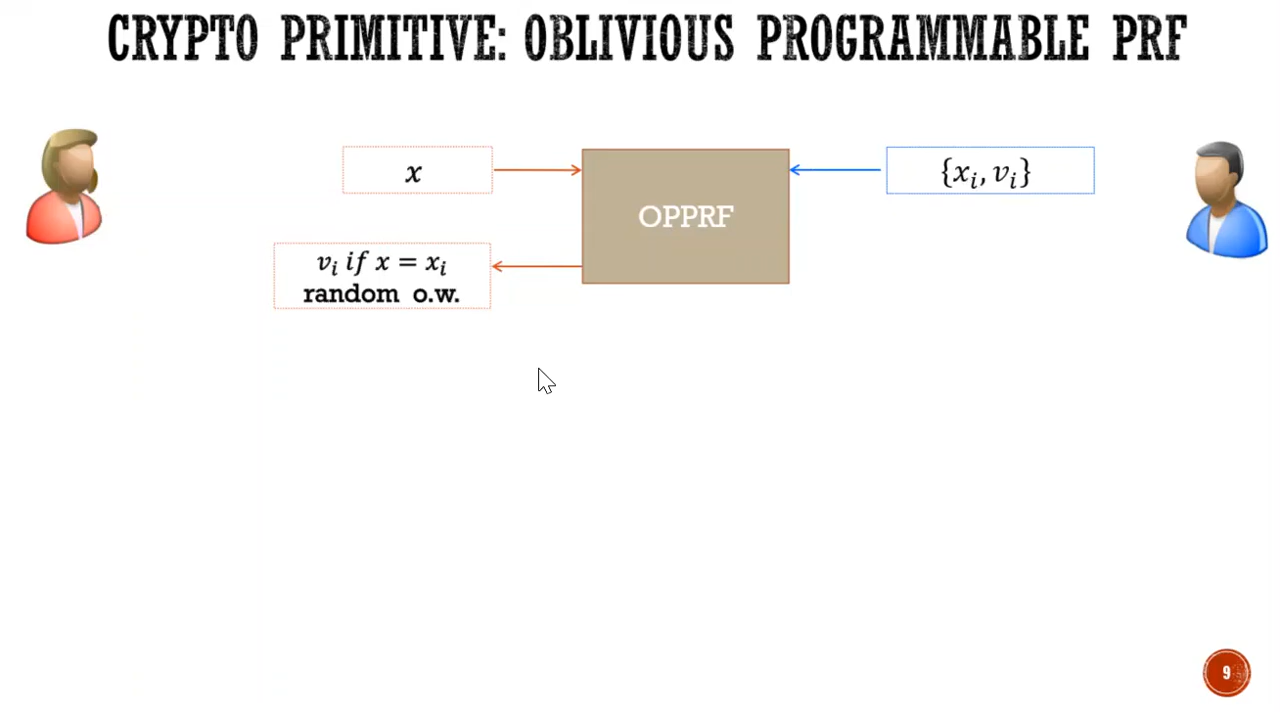 CRYPTO PRIMITIVE: OBLIVIOUS PROGRAMMABLE PRF
x
{xᵢ, vᵢ}
OPPRF
vᵢ if x = xᵢ
random o.w.
9